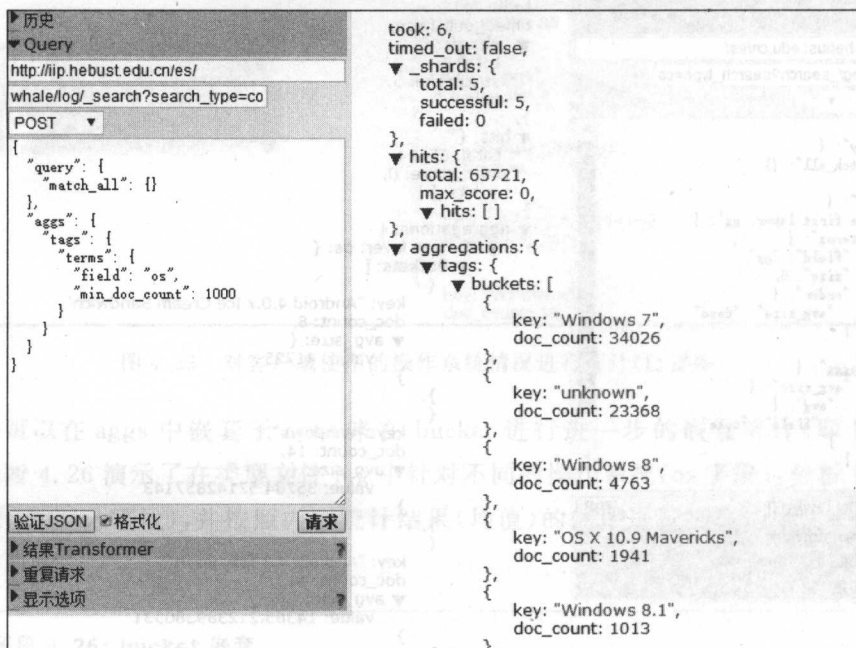 历史
Query
http://iip.hebust.edu.cn/es/
whale/log/_search?search_type=co
POST
{
"query": {
"match_all": {}
},
"aggs": {
"tags": {
"terms": {
"field": "os",
"min_doc_count": 1000
}
}
}
}
验证JSON 格式化 请求
结果Transformer ?
重复请求
显示选项 ?
took: 6,
timed_out: false,
_shards: {
total: 5,
successful: 5,
failed: 0
},
hits: {
total: 65721,
max_score: 0,
hits: [ ]
},
aggregations: {
tags: {
buckets: [
{
key: "Windows 7",
doc_count: 34026
},
{
key: "unknown",
doc_count: 23368
},
{
key: "Windows 8",
doc_count: 4763
},
{
key: "OS X 10.9 Mavericks",
doc_count: 1941
},
{
key: "Windows 8.1",
doc_count: 1013
}